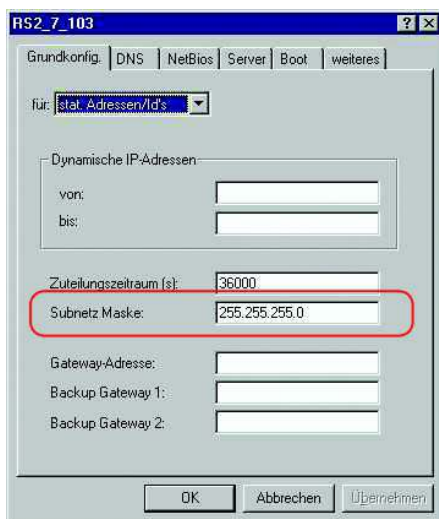 RS2_7_103
Grundkonfig. DNS NetBios Server Boot weiteres
für: stat. Adressen/Id's
Dynamische IP-Adressen
von:
bis:
Zuteilungszeitraum (s): 36000
Subnetz Maske: 255.255.255.0
Gateway-Adresse:
Backup Gateway 1:
Backup Gateway 2:
OK Abbrechen Übernehmen